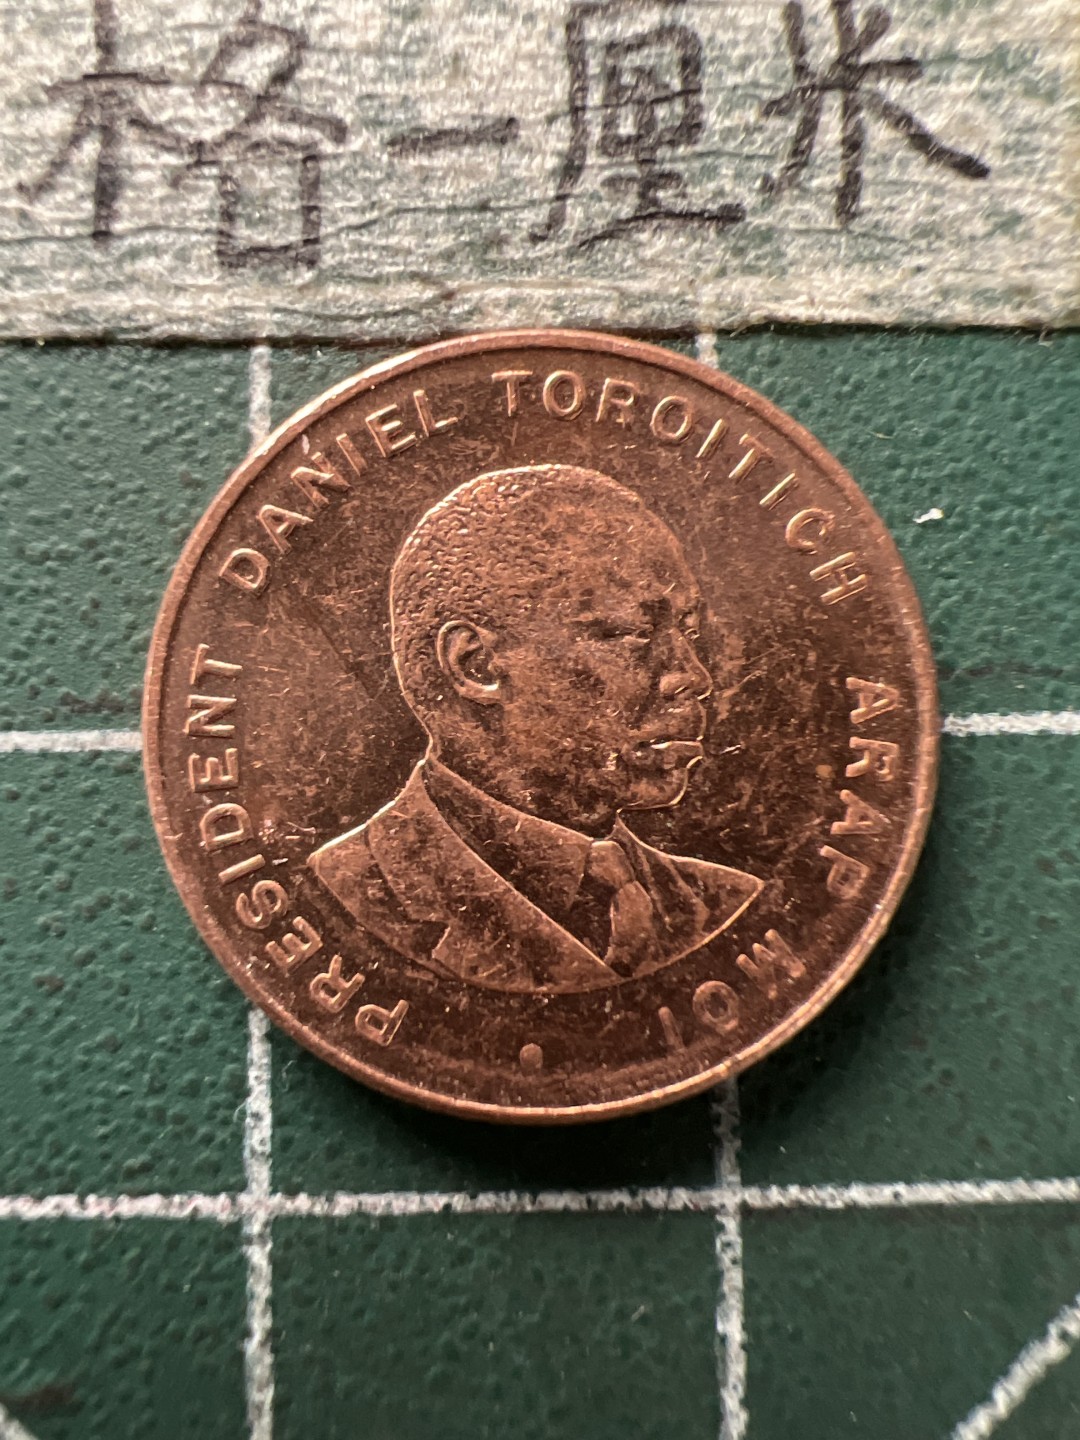 格一厘米
PRESIDENT DANIEL TOROITICH ARAP MOI